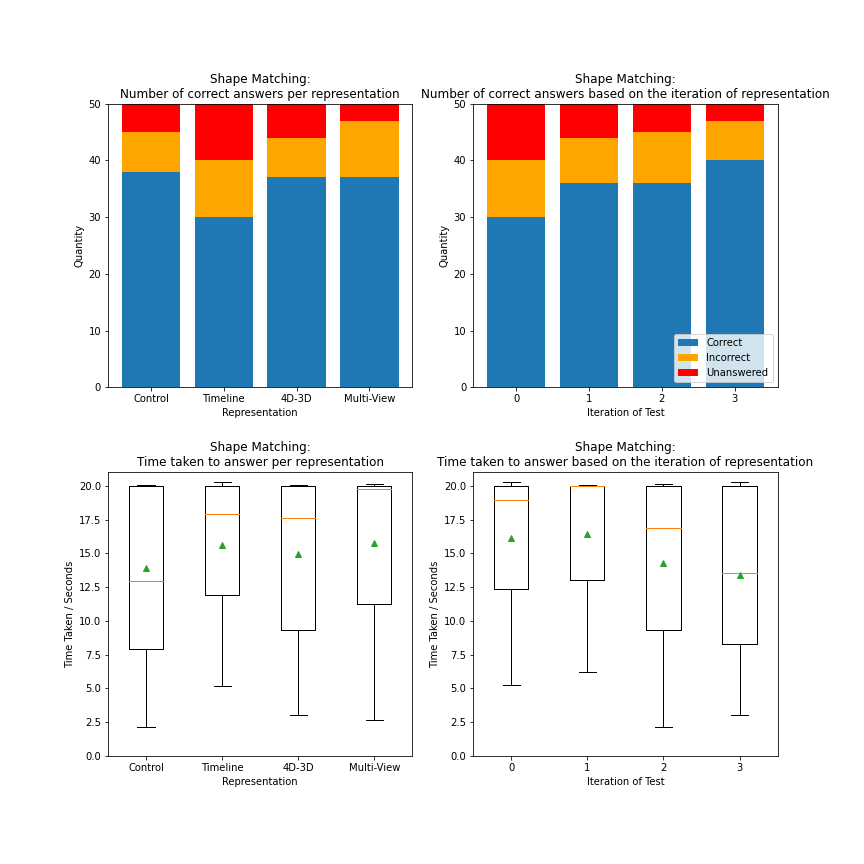 Shape Matching:
Number of correct answers per representation
50
40
30
20
10
0
Quantity
Control Timeline 4D-3D Multi-View
Representation
Shape Matching:
Number of correct answers based on the iteration of representation
50
40
30
20
10
0
Quantity
Correct
Incorrect
Unanswered
0 1 2 3
Iteration of Test
Shape Matching:
Time taken to answer per representation
20.0
17.5
15.0
12.5
10.0
7.5
5.0
2.5
0.0
Time Taken / Seconds
Control Timeline 4D-3D Multi-View
Representation
Shape Matching:
Time taken to answer based on the iteration of representation
20.0
17.5
15.0
12.5
10.0
7.5
5.0
2.5
0.0
Time Taken / Seconds
0 1 2 3
Iteration of Test